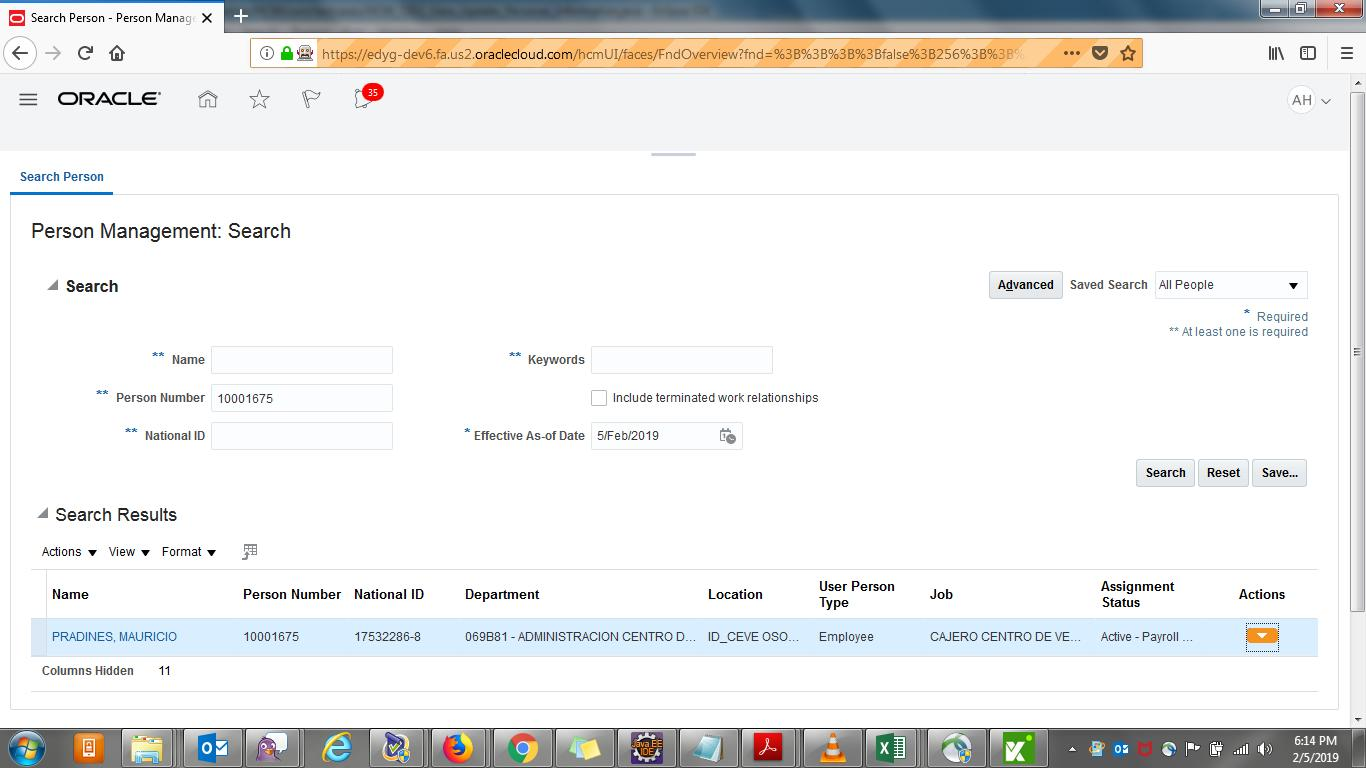 Search Person - Person Manage
https://edyg-dev6.fa.us2.oraclecloud.com/hcmUI/faces/FndOverview?fnd=%3B%3B%3B%3Bfalse%3B256%3B%3B%
ORACLE
35
AH
Search Person
Person Management: Search
Search
Advanced Saved Search All People
* Required
** At least one is required
** Name
** Keywords
** Person Number 10001675
Include terminated work relationships
** National ID
* Effective As-of Date 5/Feb/2019
Search Reset Save...
Search Results
Actions View Format
Name Person Number National ID Department Location User Person Type Job Assignment Status Actions
PRADINES, MAURICIO 10001675 17532286-8 069B81 - ADMINISTRACION CENTRO D... ID_CEVE OSO... Employee CAJERO CENTRO DE VE... Active - Payroll ...
Columns Hidden 11
Java EE
IDE
6:14 PM
2/5/2019